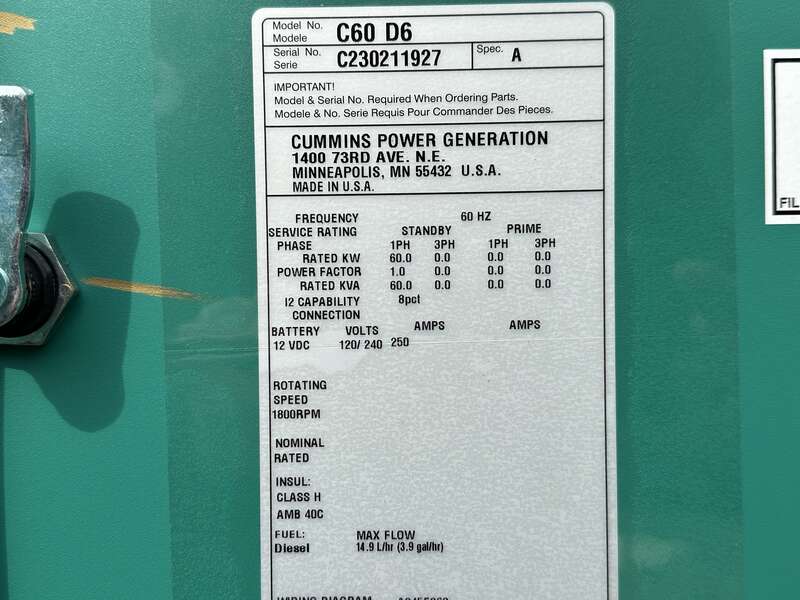 Model No. C60 D6
Modele
Serial No. C230211927 Spec. A
Serie
IMPORTANT!
Model & Serial No. Required When Ordering Parts.
Modele & No. Serie Requis Pour Commander Des Pieces.
CUMMINS POWER GENERATION
1400 73RD AVE. N.E.
MINNEAPOLIS, MN 55432 U.S.A.
MADE IN U.S.A.
FREQUENCY 60 HZ
SERVICE RATING STANDBY PRIME
PHASE 1PH 3PH 1PH 3PH
RATED KW 60.0 0.0 0.0 0.0
POWER FACTOR 1.0 0.0 0.0 0.0
RATED KVA 60.0 0.0 0.0 0.0
I2 CAPABILITY 8pct
CONNECTION
BATTERY VOLTS AMPS AMPS
12 VDC 120/ 240 250
ROTATING
SPEED
1800RPM
NOMINAL
RATED
INSUL:
CLASS H
AMB 40C
FUEL: MAX FLOW
Diesel 14.9 L/hr (3.9 gal/hr)
WIRING DIAGRAM
FIL